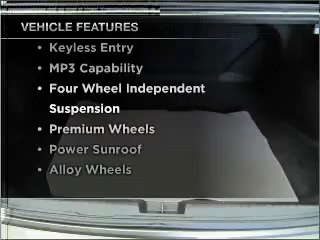 VEHICLE FEATURES
• Keyless Entry
• MP3 Capability
• Four Wheel Independent
Suspension
• Premium Wheels
• Power Sunroof
• Alloy Wheels